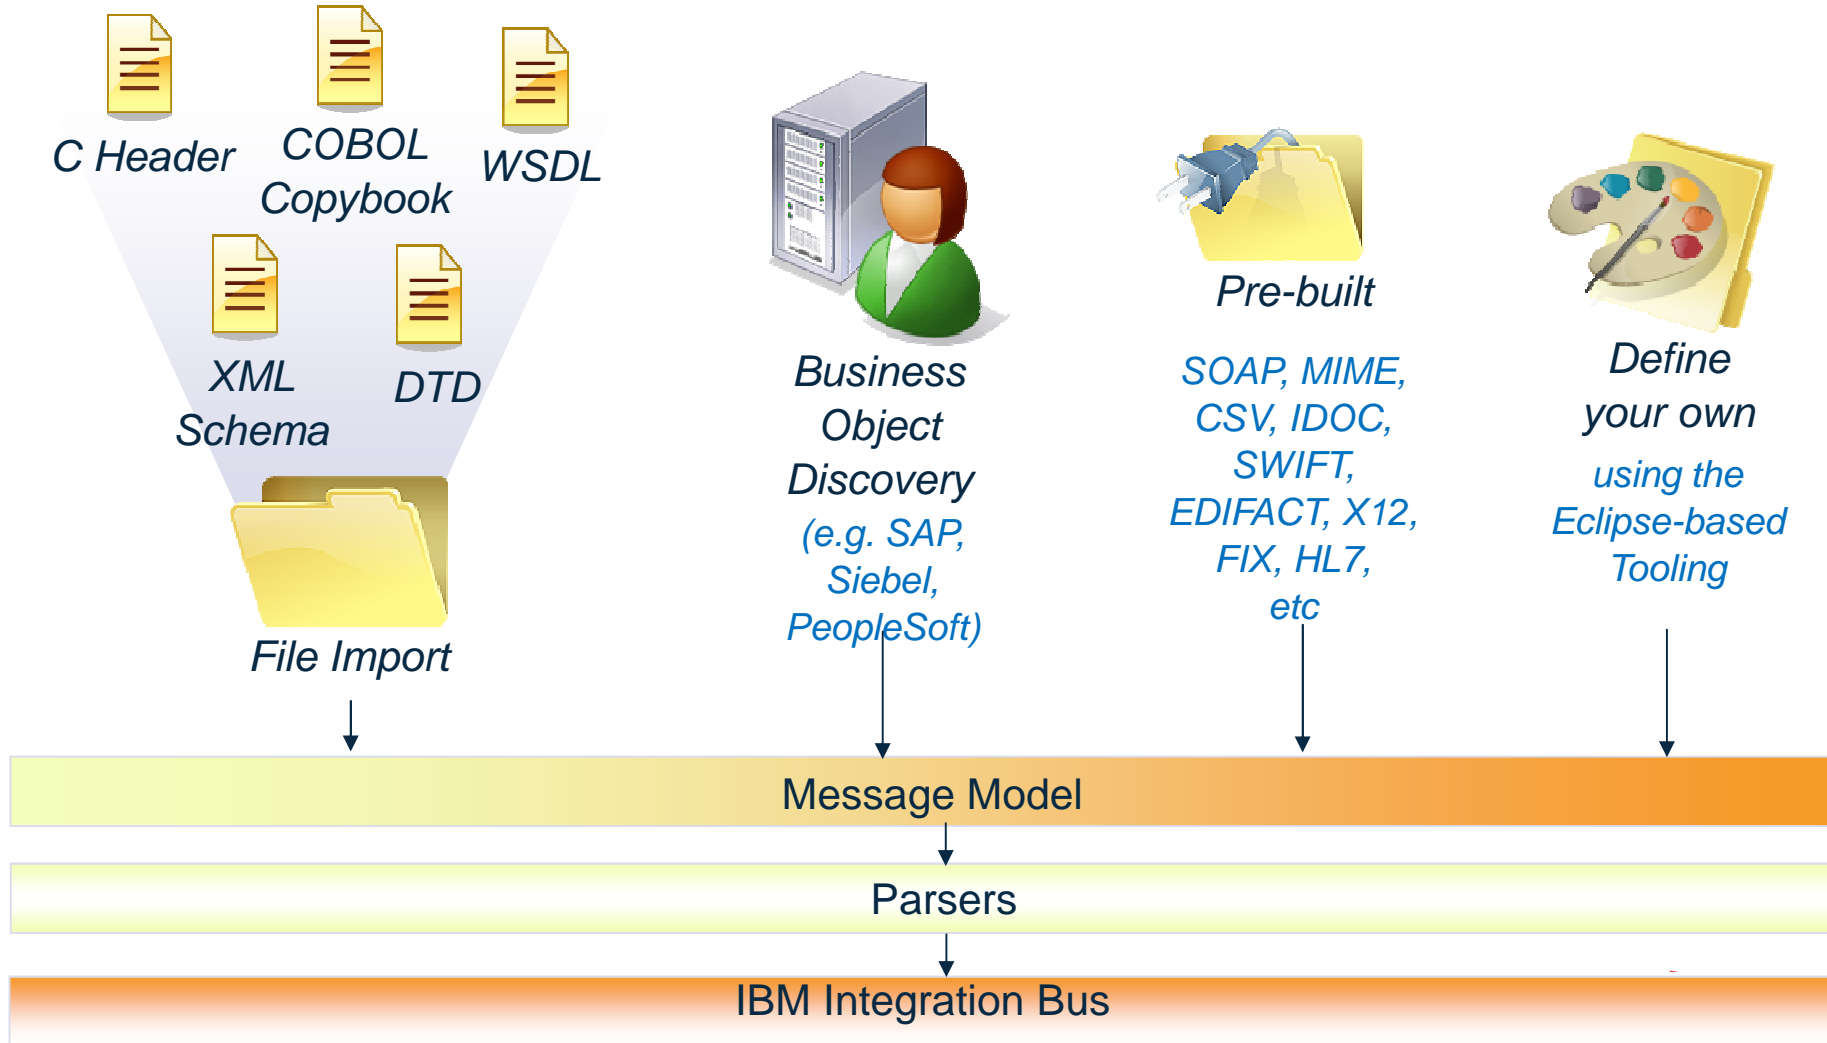 C Header
COBOL
Copybook
WSDL
XML
Schema
DTD
File Import
Business
Object
Discovery
(e.g. SAP,
Siebel,
PeopleSoft)
Pre-built
SOAP, MIME,
CSV, IDOC,
SWIFT,
EDIFACT, X12,
FIX, HL7,
etc
Define
your own
using the
Eclipse-based
Tooling
Message Model
Parsers
IBM Integration Bus